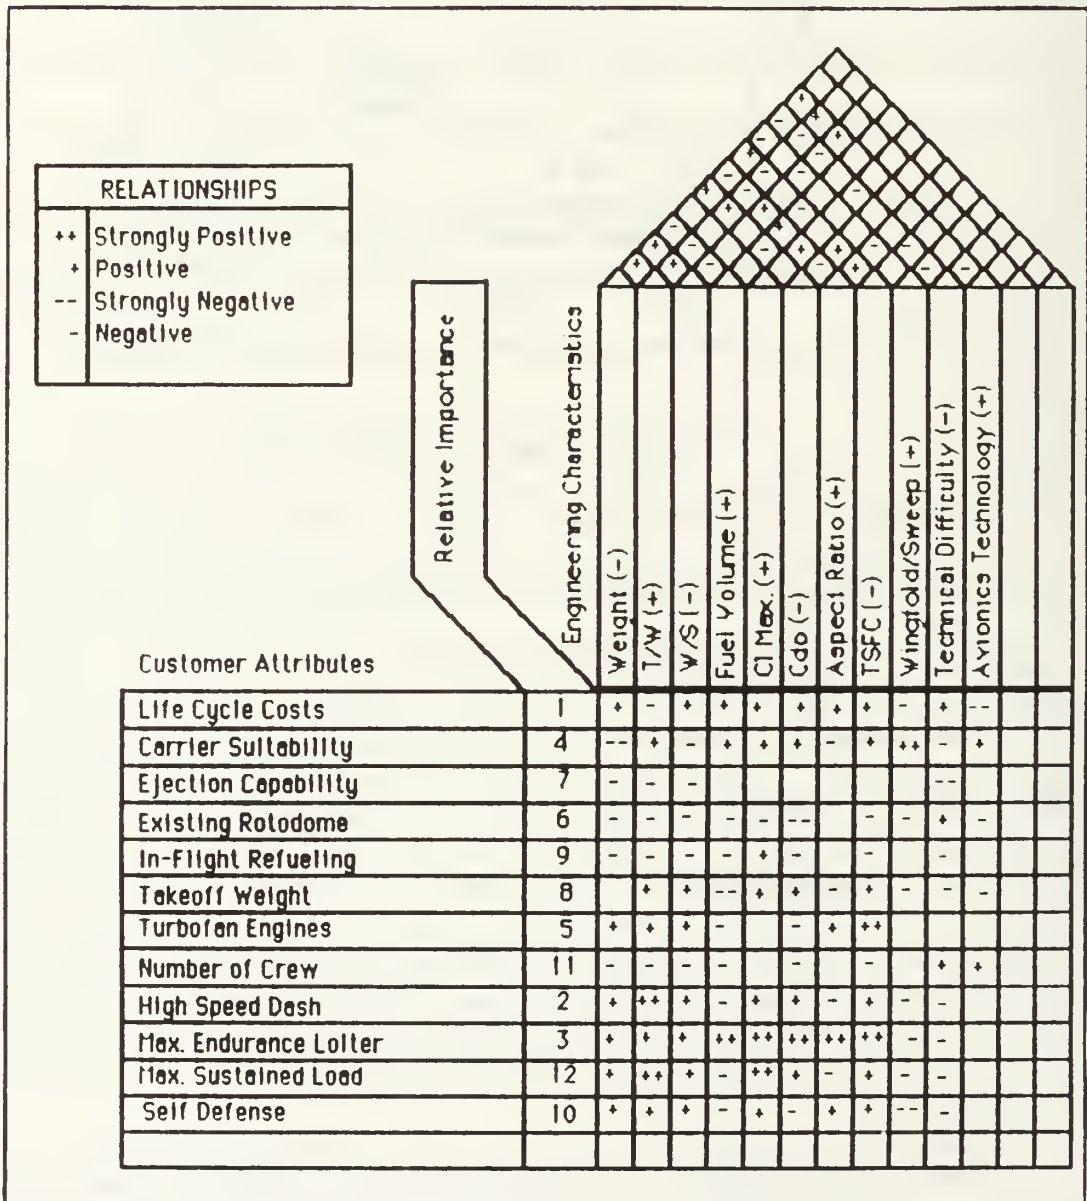 RELATIONSHIPS
++ Strongly Positive
+ Positive
-- Strongly Negative
- Negative
Relative Importance
Engineering Characteristics
Weight (-)
T/W (+)
W/S (-)
Fuel Volume (+)
Cl Max. (+)
Cdo (-)
Aspect Ratio (+)
TSFC (-)
Wingfold/Sweep (+)
Technical Difficulty (-)
Avionics Technology (+)
Customer Attributes
Life Cycle Costs 1 + - + + + + + + - + --
Carrier Suitability 4 -- + - + + + - + ++ - +
Ejection Capability 7 - - - --
Existing Rotodome 6 - - - - - -- - - + -
In-Flight Refueling 9 - - - - + - - -
Takeoff Weight 8 + + -- + + - + - - -
Turbofan Engines 5 + + + - - + ++
Number of Crew 11 - - - - - - + +
High Speed Dash 2 + ++ + - + + - + - -
Max. Endurance Loiter 3 + + + ++ ++ ++ ++ ++ - -
Max. Sustained Load 12 + ++ + - ++ + - + - -
Self Defense 10 + + + - + - + + -- -